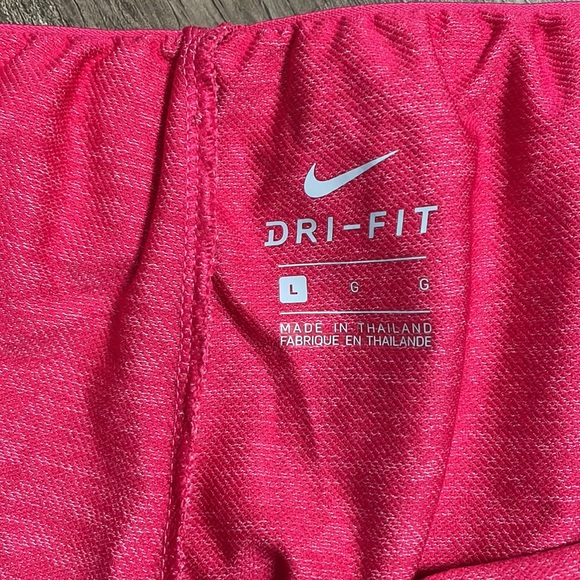 DRI-FIT
L G G
MADE IN THAILAND
FABRIQUE EN THAILANDE